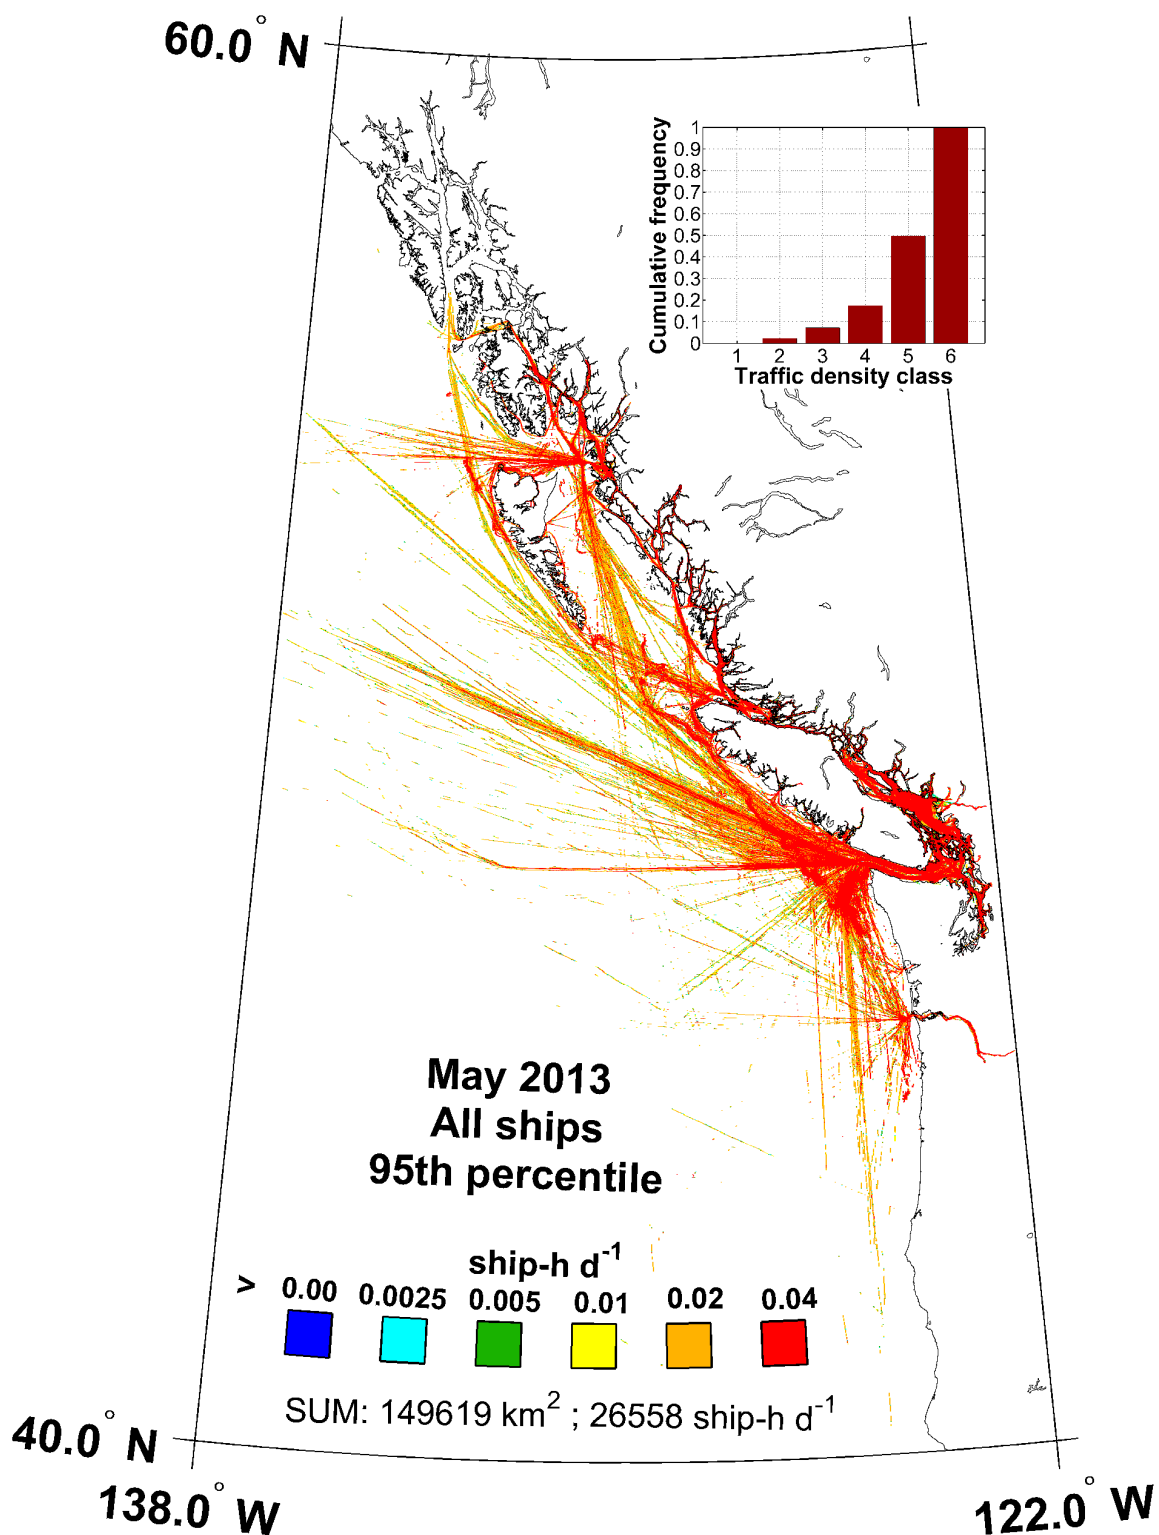 60.0° N
Cumulative frequency
1
0.9
0.8
0.7
0.6
0.5
0.4
0.3
0.2
0.1
0
1 2 3 4 5 6
Traffic density class
May 2013
All ships
95th percentile
ship-h d⁻¹
> 0.00 0.0025 0.005 0.01 0.02 0.04
SUM: 149619 km² ; 26558 ship-h d⁻¹
40.0° N
138.0° W
122.0° W